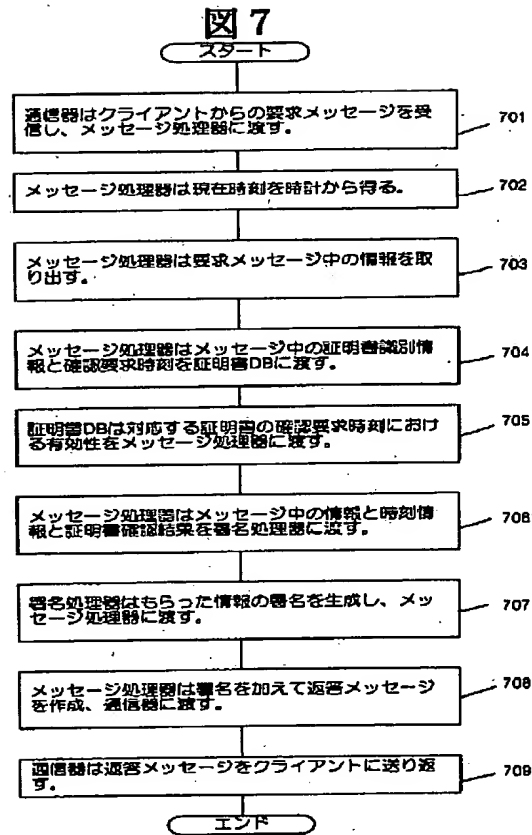 図7
スタート
通信器はクライアントからの要求メッセージを受
信し、メッセージ処理器に渡す。
701
メッセージ処理器は現在時刻を時計から得る。
702
メッセージ処理器は要求メッセージ中の情報を取
り出す。
703
メッセージ処理器はメッセージ中の証明書識別情
報と確認要求時刻を証明書DBに渡す。
704
証明書DBは対応する証明書の確認要求時刻におけ
る有効性をメッセージ処理器に渡す。
705
メッセージ処理器はメッセージ中の情報と時刻情
報と証明書確認結果を署名処理器に渡す。
706
署名処理器はもらった情報の署名を生成し、メッ
セージ処理器に渡す。
707
メッセージ処理器は署名を加えて返答メッセージ
を作成、通信器に渡す。
708
通信器は返答メッセージをクライアントに送り返
す。
709
エンド